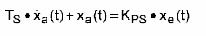 T_S • ẋ_a(t) + x_a(t) = K_PS • x_e(t)